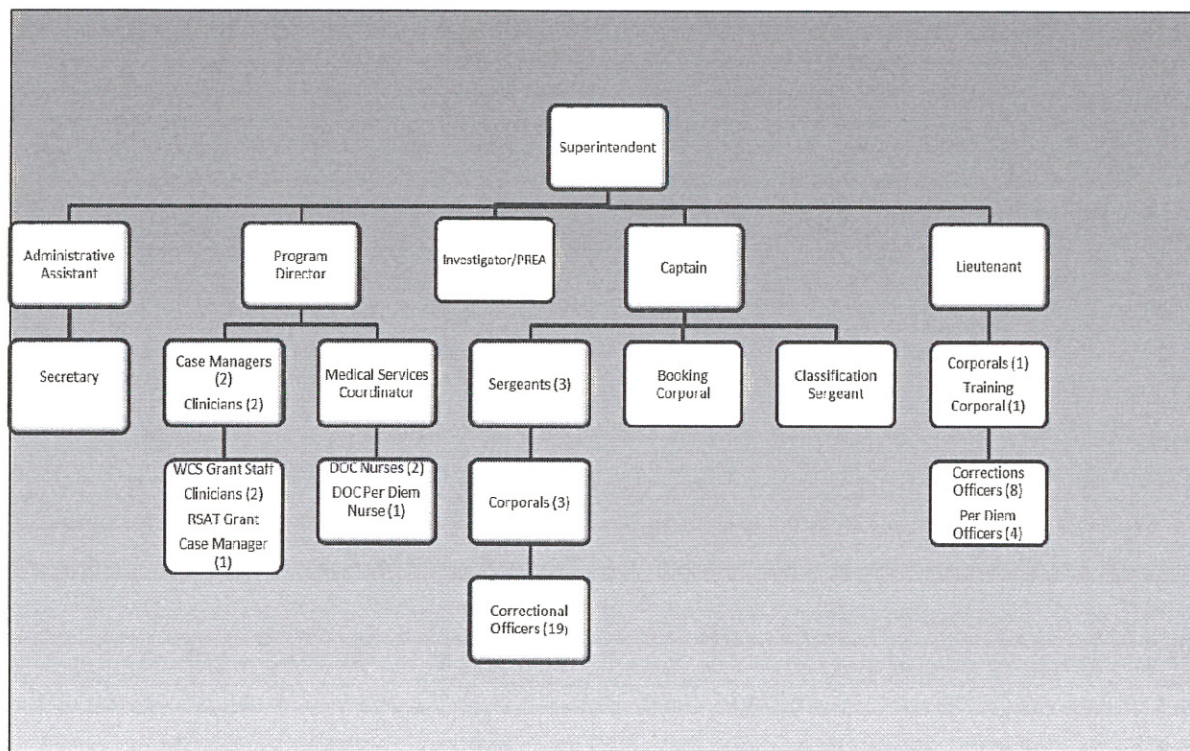 Superintendent
Administrative
Assistant
Program
Director
Investigator/PREA
Captain
Lieutenant
Secretary
Case Managers
(2)
Clinicians (2)
Medical Services
Coordinator
Sergeants (3)
Booking
Corporal
Classification
Sergeant
Corporals (1)
Training
Corporal (1)
WCS Grant Staff
Clinicians (2)
RSAT Grant
Case Manager
(1)
DOC Nurses (2)
DOC Per Diem
Nurse (1)
Corporals (3)
Corrections
Officers (8)
Per Diem
Officers (4)
Correctional
Officers (19)